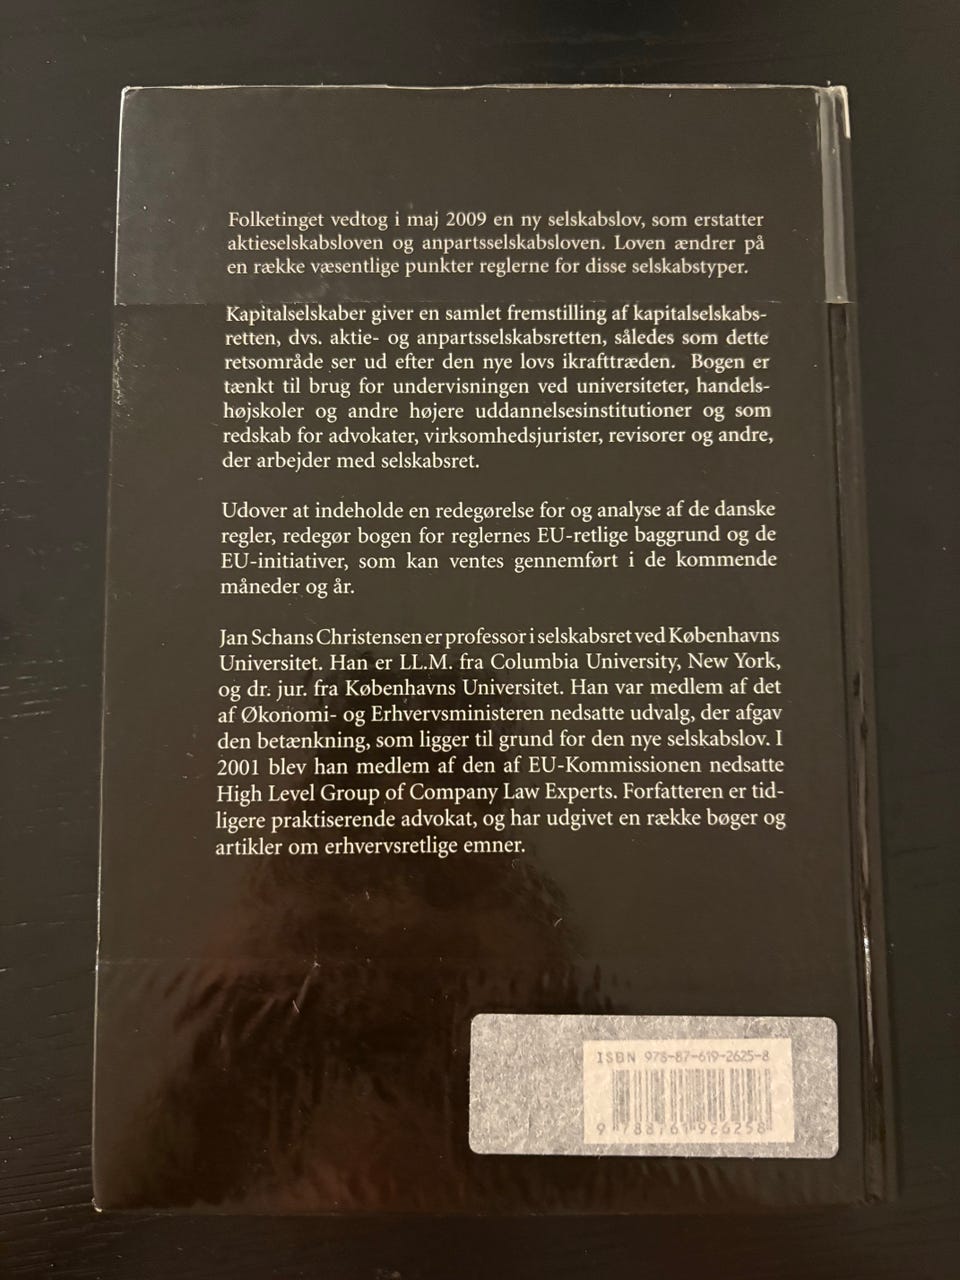 Folketinget vedtog i maj 2009 en ny selskabslov, som erstatter
aktieselskabsloven og anpartsselskabsloven. Loven ændrer på
en række væsentlige punkter reglerne for disse selskabstyper.
Kapitalselskaber giver en samlet fremstilling af kapitalselskabs-
retten, dvs. aktie- og anpartsselskabsretten, således som dette
retsområde ser ud efter den nye lovs ikrafttræden. Bogen er
tænkt til brug for undervisningen ved universiteter, handels-
højskoler og andre højere uddannelsesinstitutioner og som
redskab for advokater, virksomhedsjurister, revisorer og andre,
der arbejder med selskabsret.
Udover at indeholde en redegørelse for og analyse af de danske
regler, redegør bogen for reglernes EU-retlige baggrund og de
EU-initiativer, som kan ventes gennemført i de kommende
måneder og år.
Jan Schans Christensen er professor i selskabsret ved Københavns
Universitet. Han er LL.M. fra Columbia University, New York,
og dr. jur. fra Københavns Universitet. Han var medlem af det
af Økonomi- og Erhvervsministeren nedsatte udvalg, der afgav
den betænkning, som ligger til grund for den nye selskabslov. I
2001 blev han medlem af den af EU-Kommissionen nedsatte
High Level Group of Company Law Experts. Forfatteren er tid-
ligere praktiserende advokat, og har udgivet en række bøger og
artikler om erhvervsretlige emner.
ISBN 978-87-619-2625-8
9 788761 926258